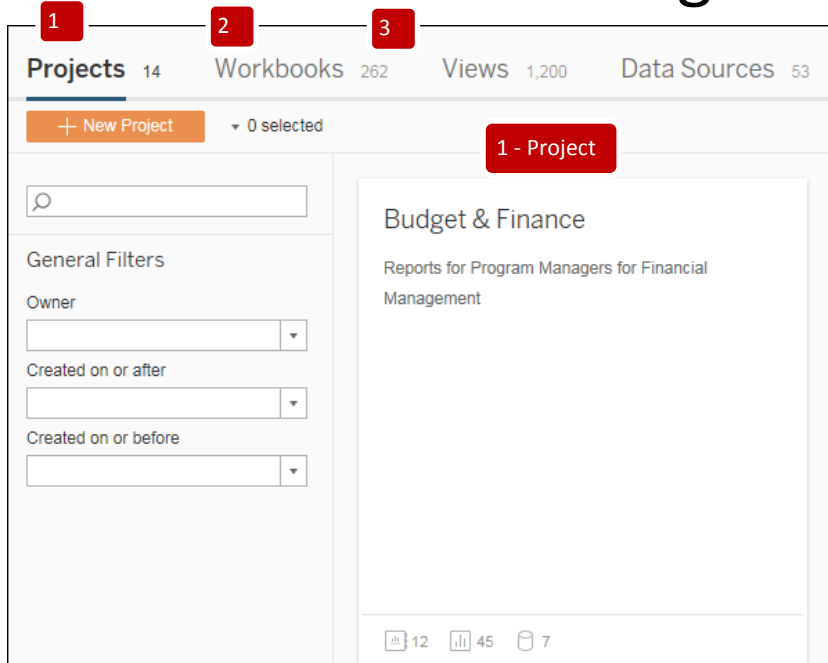 g
1 2 3
Projects 14 Workbooks 262 Views 1,200 Data Sources 53
+ New Project 0 selected
1 - Project
Budget & Finance
General Filters
Reports for Program Managers for Financial
Management
Owner
Created on or after
Created on or before
12 45 7